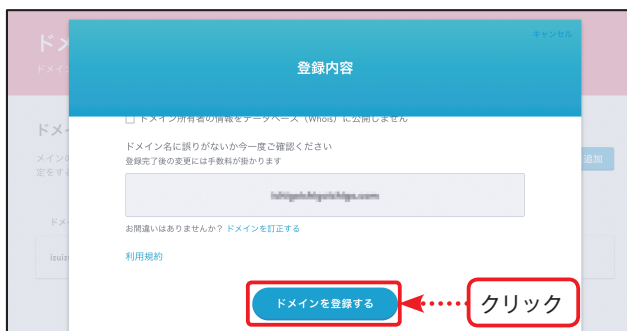 キャンセル
登録内容
ドメイン所有者の情報をデータベース（Whois）に公開しません
ドメイン名に誤りがないか今一度ご確認ください
登録完了後の変更には手数料が掛かります
追加
お間違いはありませんか？ ドメインを訂正する
利用規約
ドメインを登録する
クリック